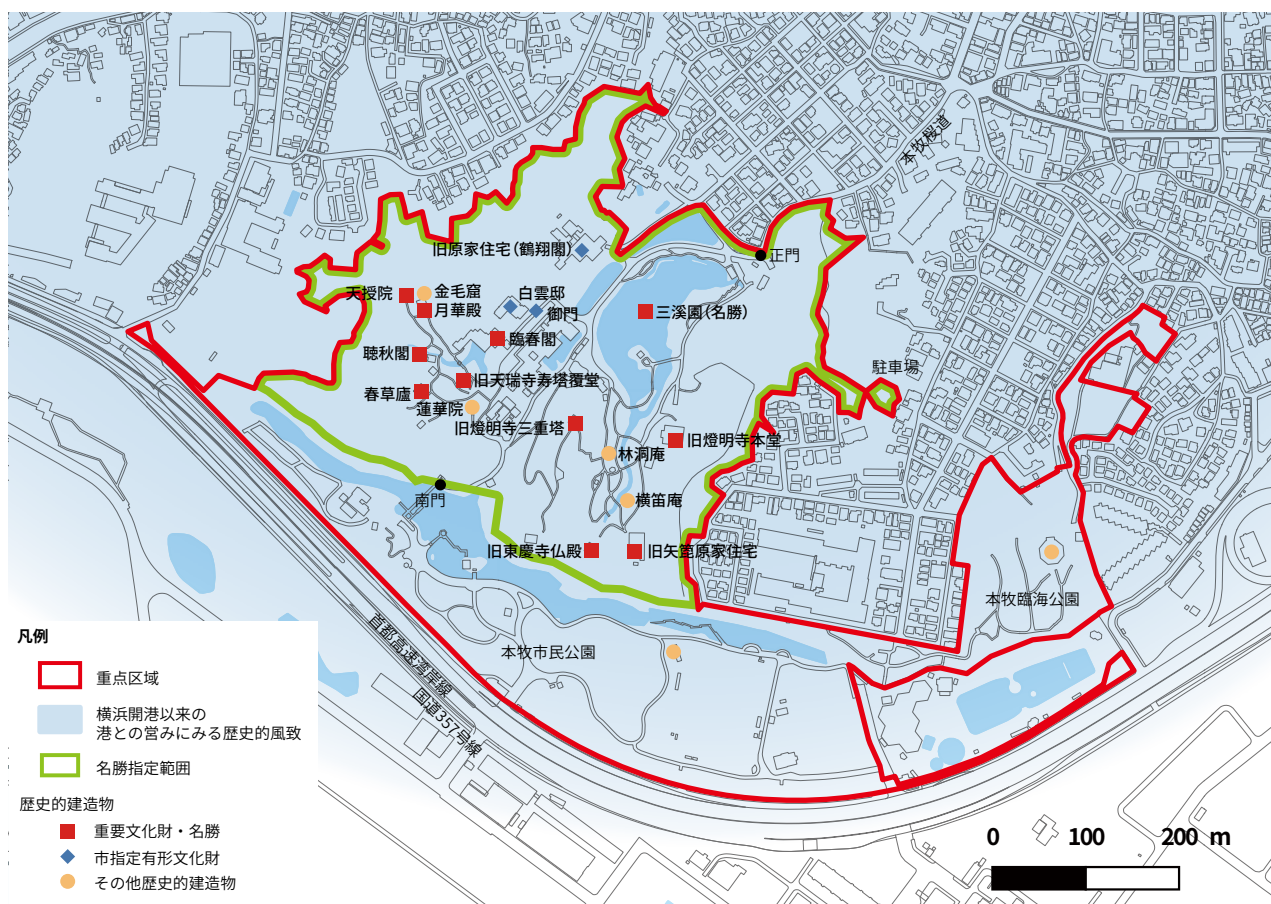 本牧桜道
旧原家住宅（鶴翔閣）
正門
天授院
金毛窟
白雲邸
月華殿
御門
三溪園（名勝）
臨春閣
聴秋閣
駐車場
旧天瑞寺寿塔覆堂
春草廬
蓮華院
旧燈明寺三重塔
旧燈明寺本堂
林洞庵
南門
横笛庵
旧東慶寺仏殿
旧矢箆原家住宅
本牧臨海公園
本牧市民公園
首都高速湾岸線
国道357号線
凡例
重点区域
横浜開港以来の
港との営みにみる歴史的風致
名勝指定範囲
歴史的建造物
重要文化財・名勝
市指定有形文化財
その他歴史的建造物
0 100 200 m